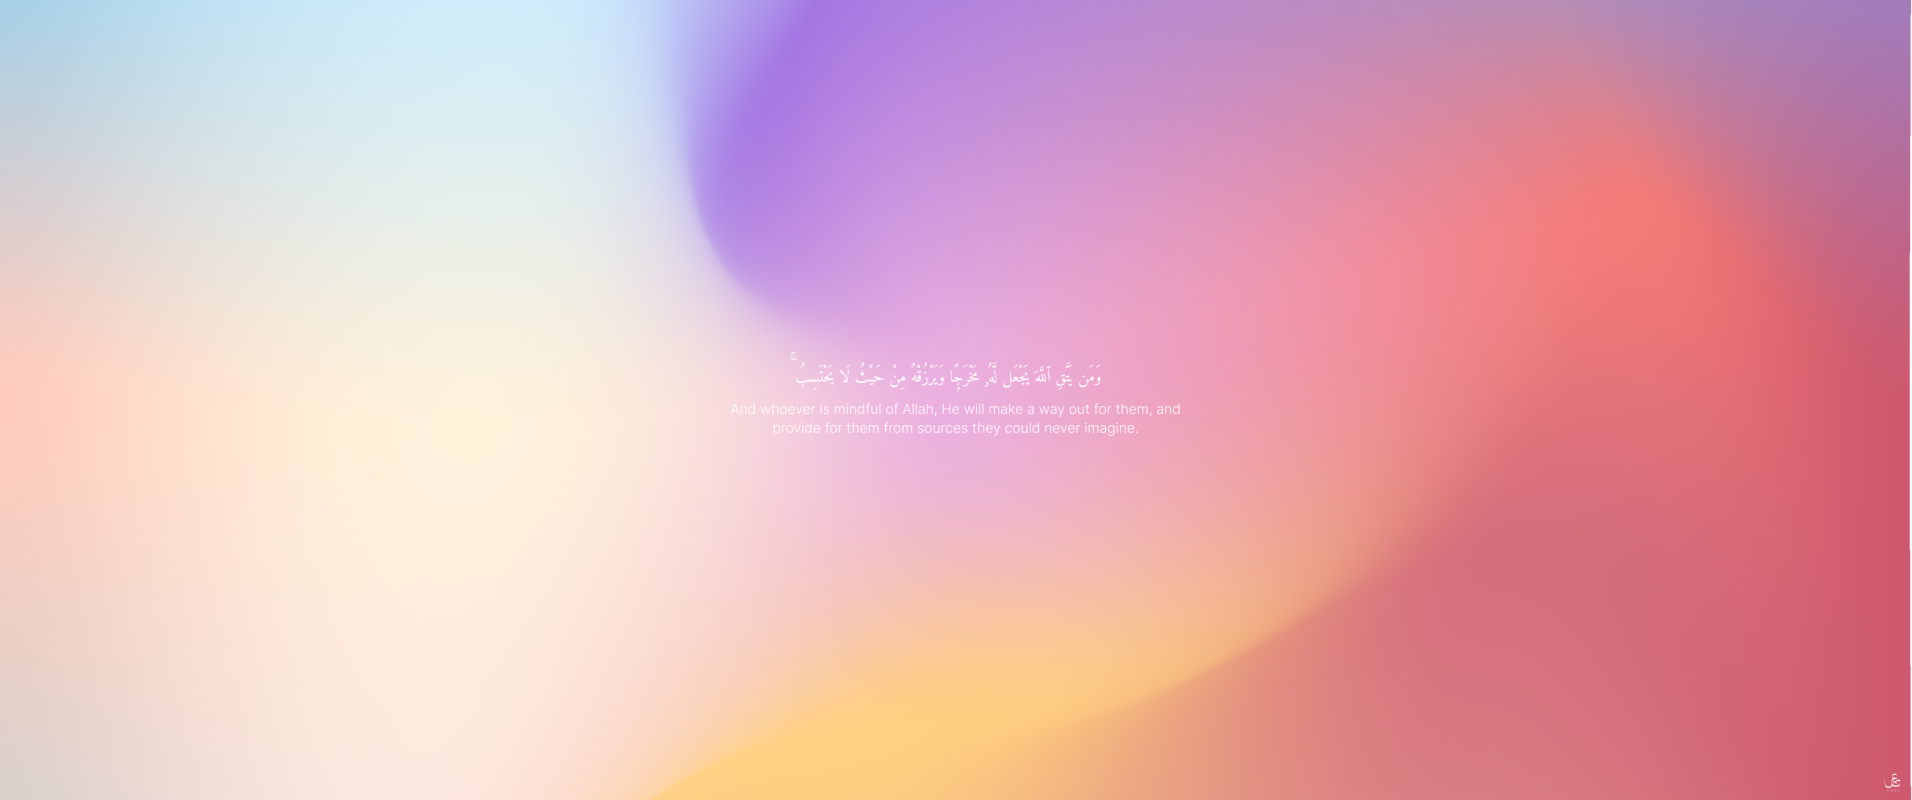 وَمَن يَتَّقِ ٱللَّهَ يَجْعَل لَّهُۥ مَخْرَجًۭا وَيَرْزُقْهُ مِنْ حَيْثُ لَا يَحْتَسِبُ ۚ
And whoever is mindful of Allah, He will make a way out for them, and
provide for them from sources they could never imagine.